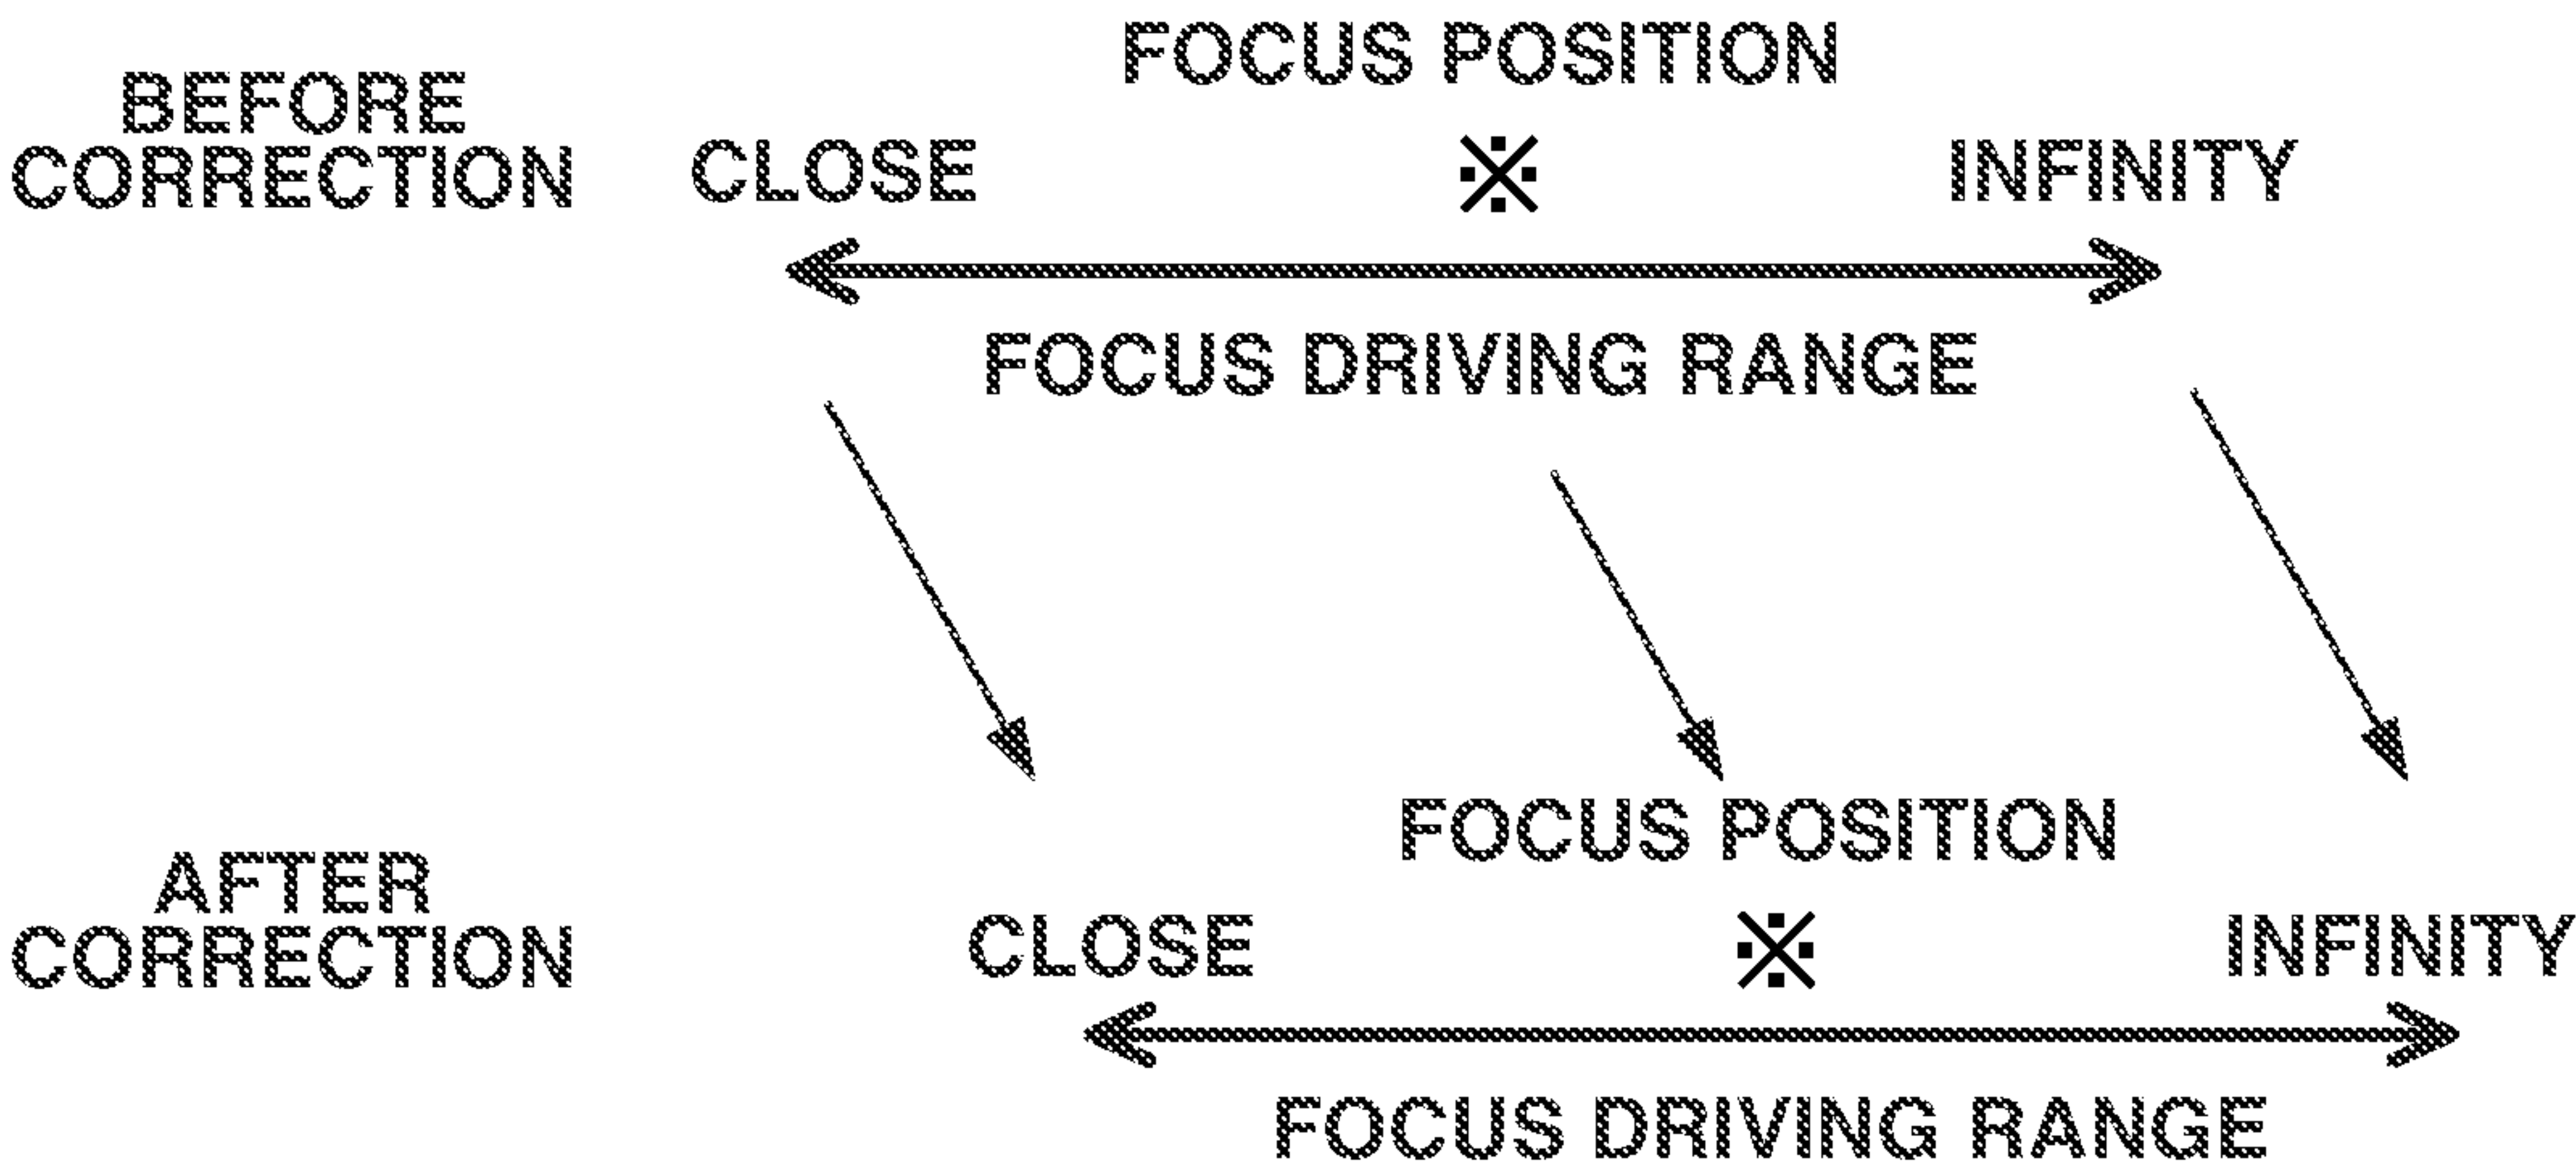 FOCUS POSITION
BEFORE
CORRECTION
CLOSE ※ INFINITY
FOCUS DRIVING RANGE
FOCUS POSITION
AFTER
CORRECTION
CLOSE ※ INFINITY
FOCUS DRIVING RANGE